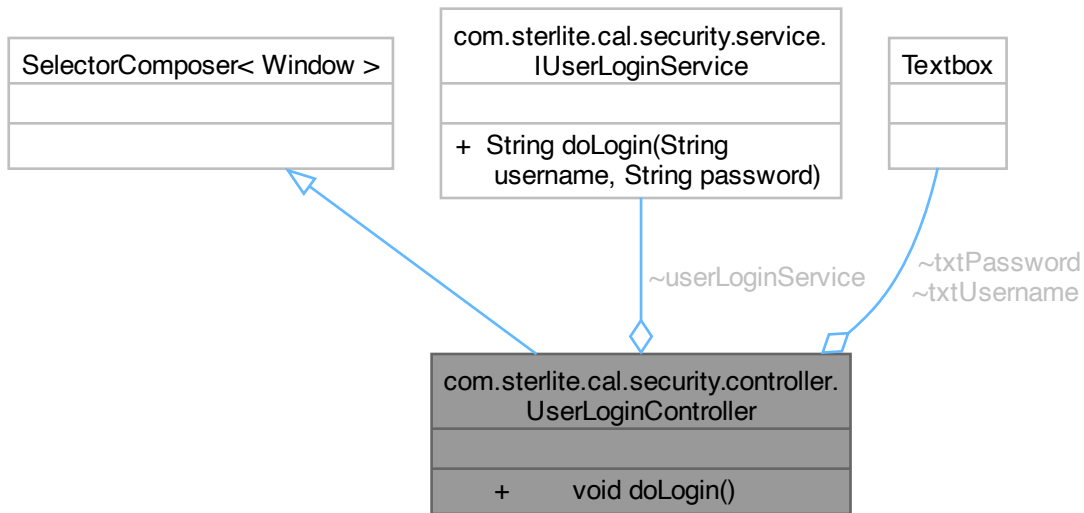 SelectorComposer< Window >
com.sterlite.cal.security.service.
IUserLoginService
+ String doLogin(String
username, String password)
Textbox
~userLoginService
~txtPassword
~txtUsername
com.sterlite.cal.security.controller.
UserLoginController
+ void doLogin()